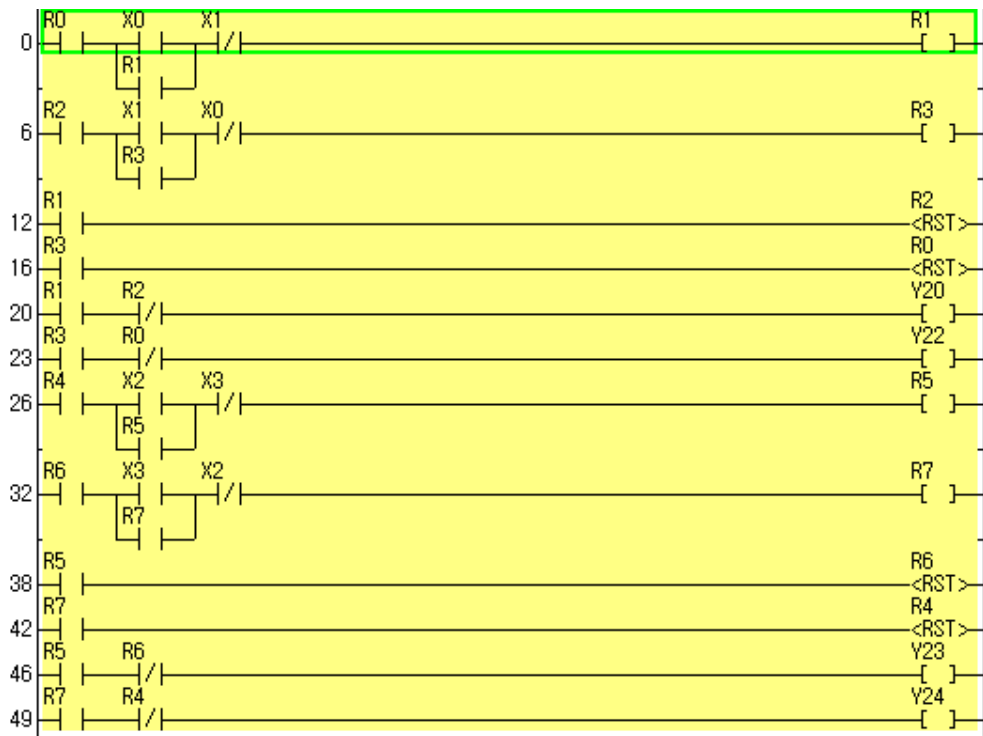 R0 X0 X1 R1
0
R1
R2 X1 X0 R3
6
R3
R1 R2
12 <RST>
R3 R0
16 <RST>
R1 R2 Y20
20
R3 R0 Y22
23
R4 X2 X3 R5
26
R5
R6 X3 X2 R7
32
R7
R5 R6
38 <RST>
R7 R4
42 <RST>
R5 R6 Y23
46
R7 R4 Y24
49